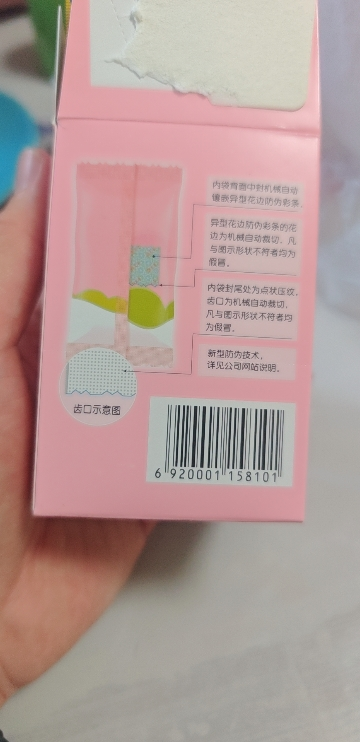 内袋背面中封机械自动
镶嵌异型花边防伪彩条。
异型花边防伪彩条的花
边为机械自动裁切，凡
与图示形状不符者均为
假冒。
内袋封尾处为点状压纹，
齿口为机械自动裁切，
凡与图示形状不符者均
为假冒。
新型防伪技术，
详见公司网站说明。
齿口示意图
6 920001 158101